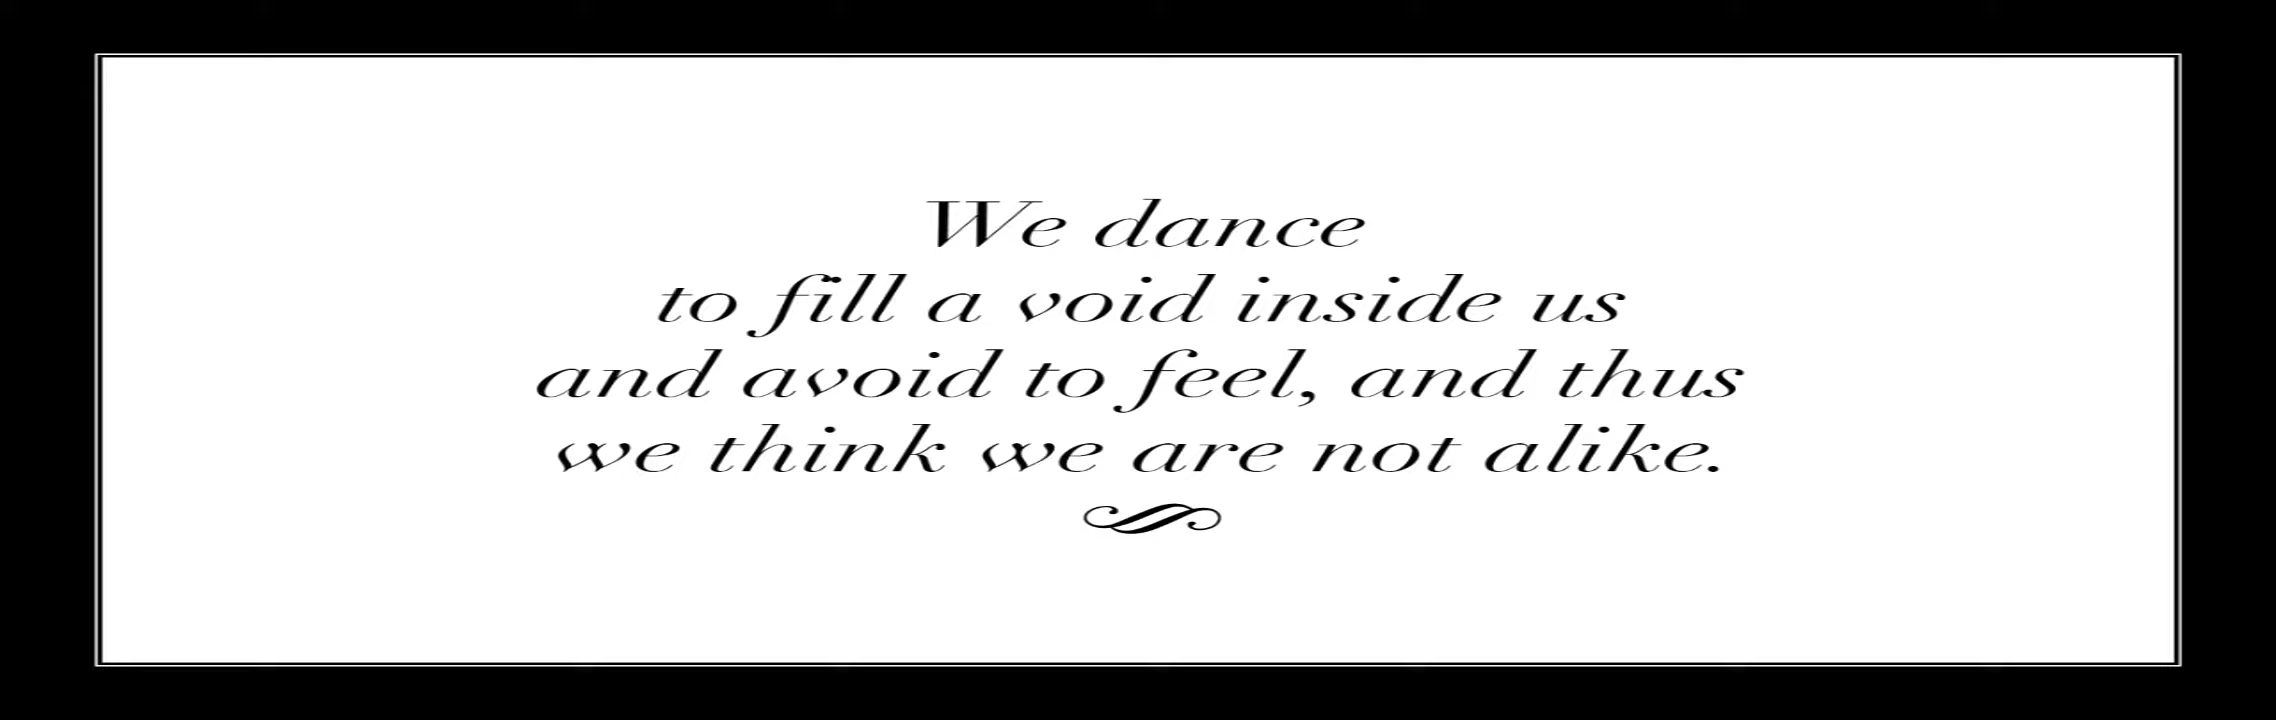 We dance
to fill a void inside us
and avoid to feel, and thus
we think we are not alike.